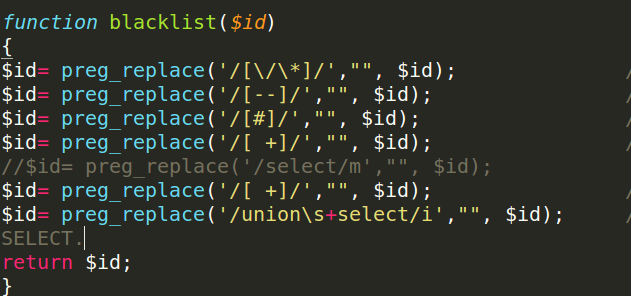 function blacklist($id)
{
$id= preg_replace('/[\/\*]/',"", $id); /
$id= preg_replace('/[--]/',"", $id); /
$id= preg_replace('/[#]/',"", $id); /
$id= preg_replace('/[ +]/',"", $id); /
//$id= preg_replace('/select/m',"", $id);
$id= preg_replace('/[ +]/',"", $id); /
$id= preg_replace('/union\s+select/i',"", $id); /
SELECT.
return $id;
}